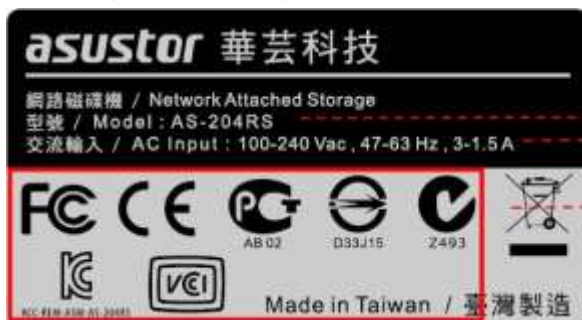 asustor 華芸科技
網路磁碟機 / Network Attached Storage
型號 / Model : AS-204RS
交流輸入 / AC Input : 100-240 Vac , 47-63 Hz , 3-1.5 A
FC CE PG AB 02 D33J15 Z493
VCI
Made in Taiwan / 臺灣製造